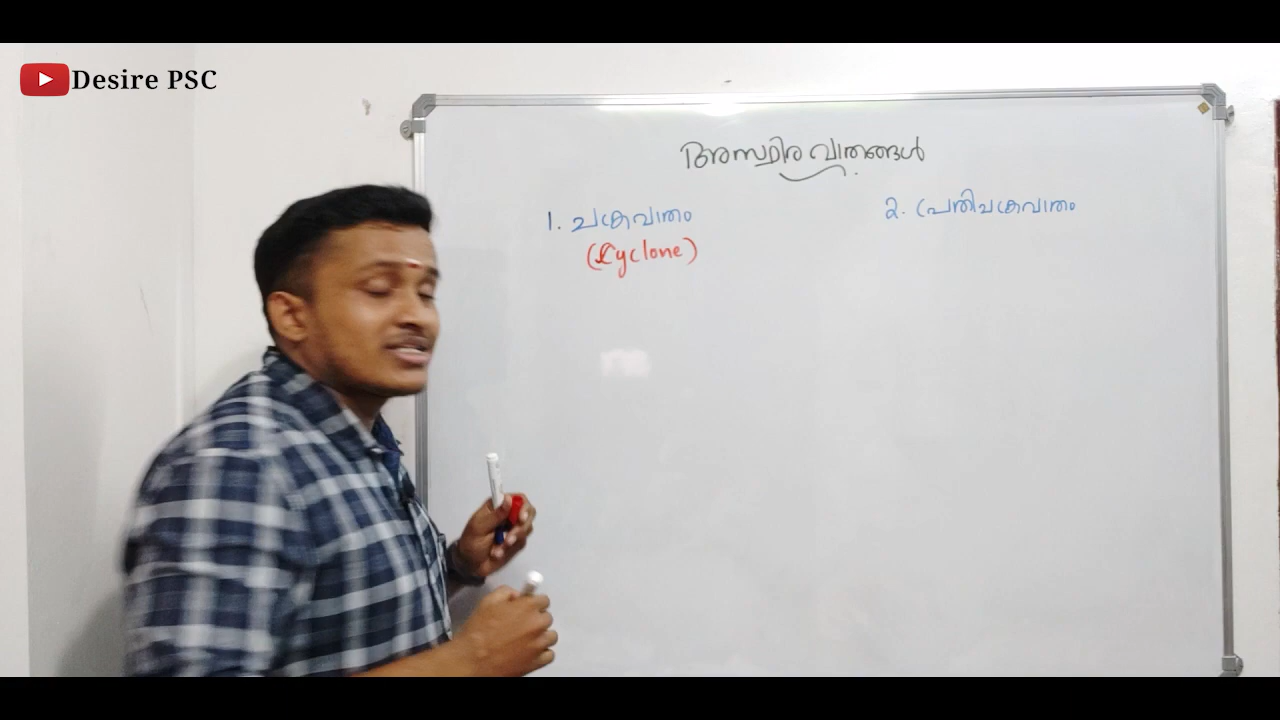 Desire PSC
അസ്ഥിര വാതങ്ങൾ
1. ചക്രവാതം
(Cyclone)
2. പ്രതിചക്രവാതം